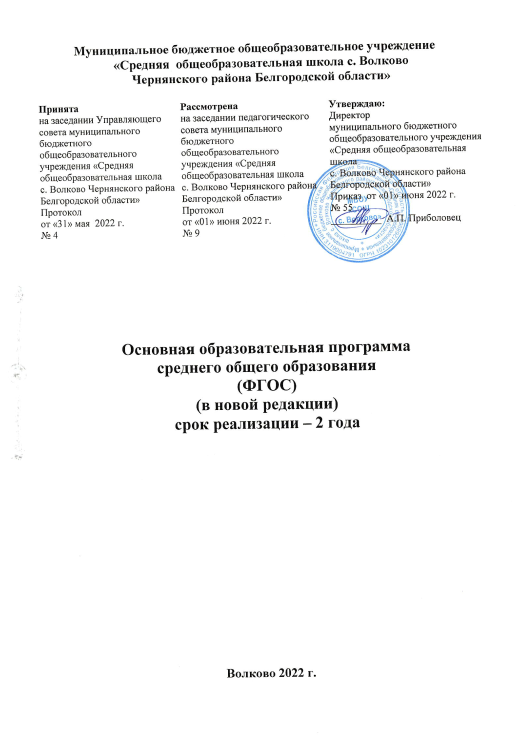 Муниципальное бюджетное общеобразовательное учреждение
«Средняя общеобразовательная школа с. Волково
Чернянского района Белгородской области»
Принята
на заседании Управляющего
совета муниципального
бюджетного
общеобразовательного
учреждения «Средняя
общеобразовательная школа
с. Волково Чернянского района
Белгородской области»
Протокол
от «31» мая 2022 г.
№ 4
Рассмотрена
на заседании педагогического
совета муниципального
бюджетного
общеобразовательного
учреждения «Средняя
общеобразовательная школа
с. Волково Чернянского района
Белгородской области»
Протокол
от «01» июня 2022 г.
№ 9
Утверждаю:
Директор
муниципального бюджетного
общеобразовательного учреждения
«Средняя общеобразовательная
школа
с. Волково Чернянского района
Белгородской области»
Приказ от «01» июня 2022 г.
№ 55
А.П. Приболовец
с. Волково
Основная образовательная программа
среднего общего образования
(ФГОС)
(в новой редакции)
срок реализации – 2 года
Волково 2022 г.